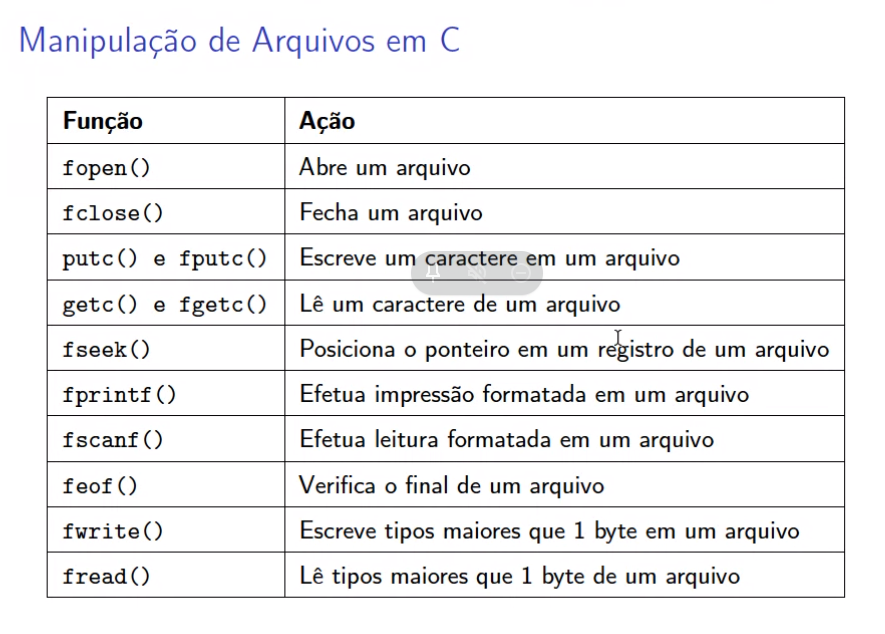 Manipulação de Arquivos em C
Função Ação
fopen() Abre um arquivo
fclose() Fecha um arquivo
putc() e fputc() Escreve um caractere em um arquivo
getc() e fgetc() Lê um caractere de um arquivo
fseek() Posiciona o ponteiro em um registro de um arquivo
fprintf() Efetua impressão formatada em um arquivo
fscanf() Efetua leitura formatada em um arquivo
feof() Verifica o final de um arquivo
fwrite() Escreve tipos maiores que 1 byte em um arquivo
fread() Lê tipos maiores que 1 byte de um arquivo